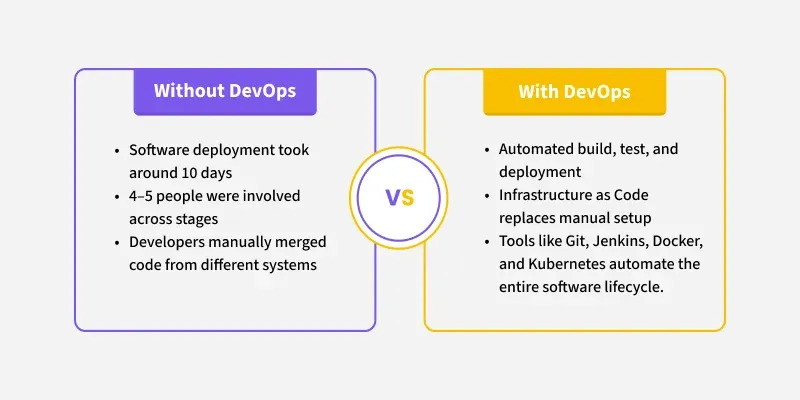 Without DevOps
• Software deployment took
around 10 days
• 4–5 people were involved
across stages
• Developers manually merged
code from different systems
VS
With DevOps
• Automated build, test, and
deployment
• Infrastructure as Code
replaces manual setup
• Tools like Git, Jenkins, Docker,
and Kubernetes automate the
entire software lifecycle.